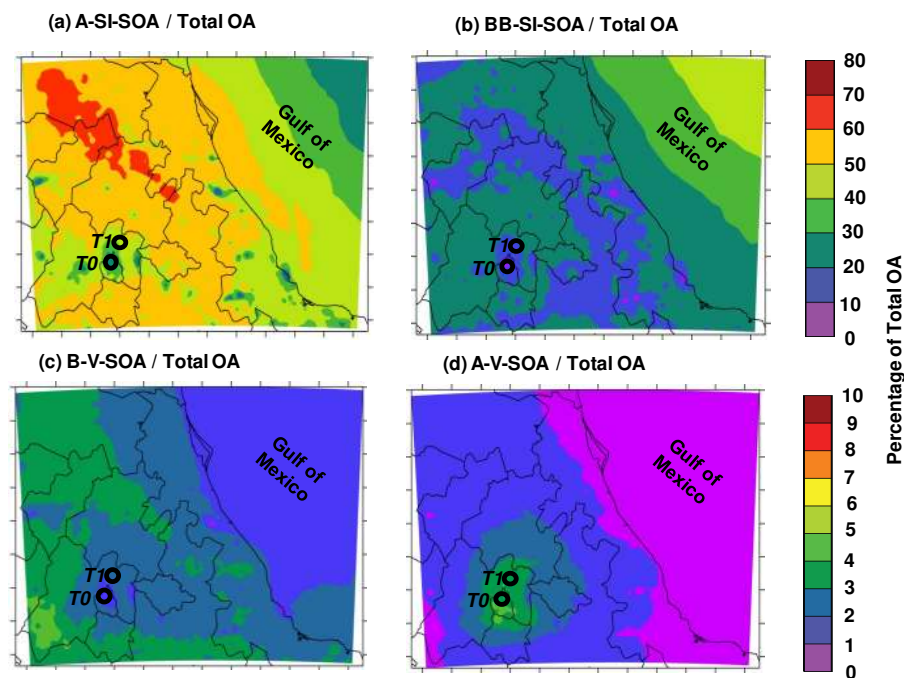 (a) A-SI-SOA / Total OA
(b) BB-SI-SOA / Total OA
Gulf of
Mexico
T1
T0
Gulf of
Mexico
T1
T0
80
70
60
50
40
30
20
10
0
(c) B-V-SOA / Total OA
(d) A-V-SOA / Total OA
Gulf of
Mexico
T1
T0
Gulf of
Mexico
T1
T0
10
9
8
7
6
5
4
3
2
1
0
Percentage of Total OA